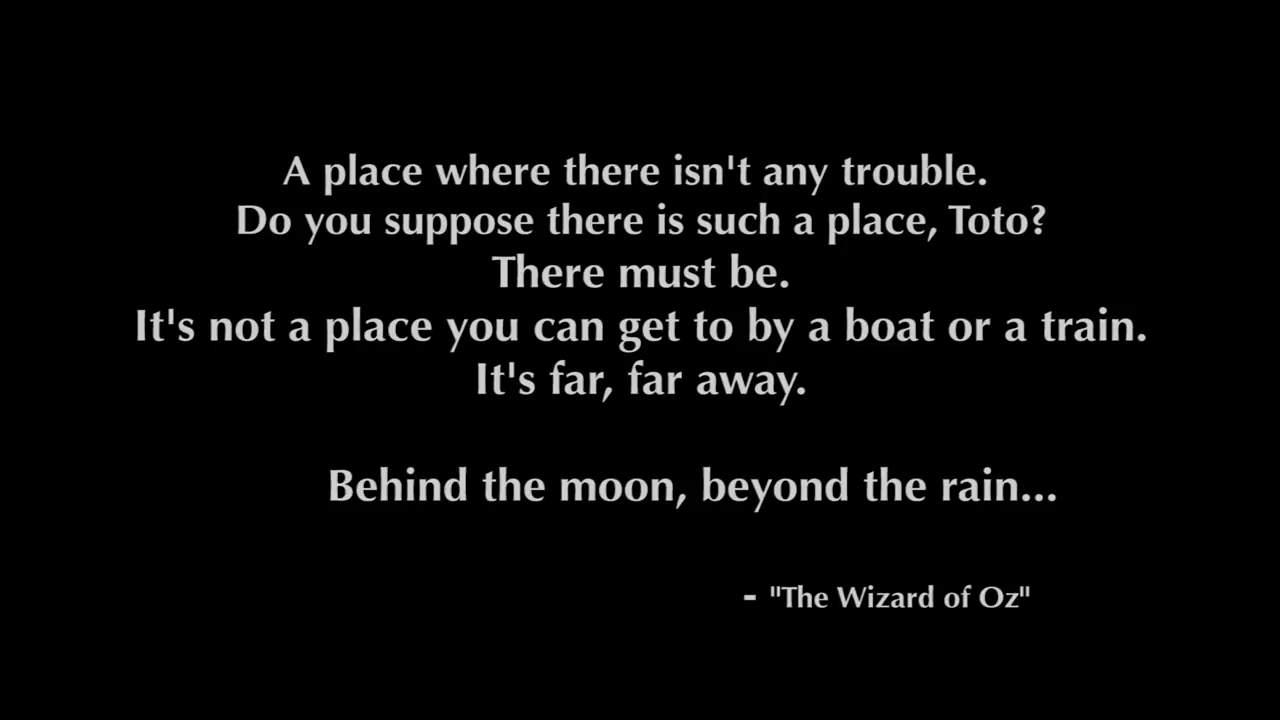 A place where there isn't any trouble.
Do you suppose there is such a place, Toto?
There must be.
It's not a place you can get to by a boat or a train.
It's far, far away.
Behind the moon, beyond the rain...
- "The Wizard of Oz"